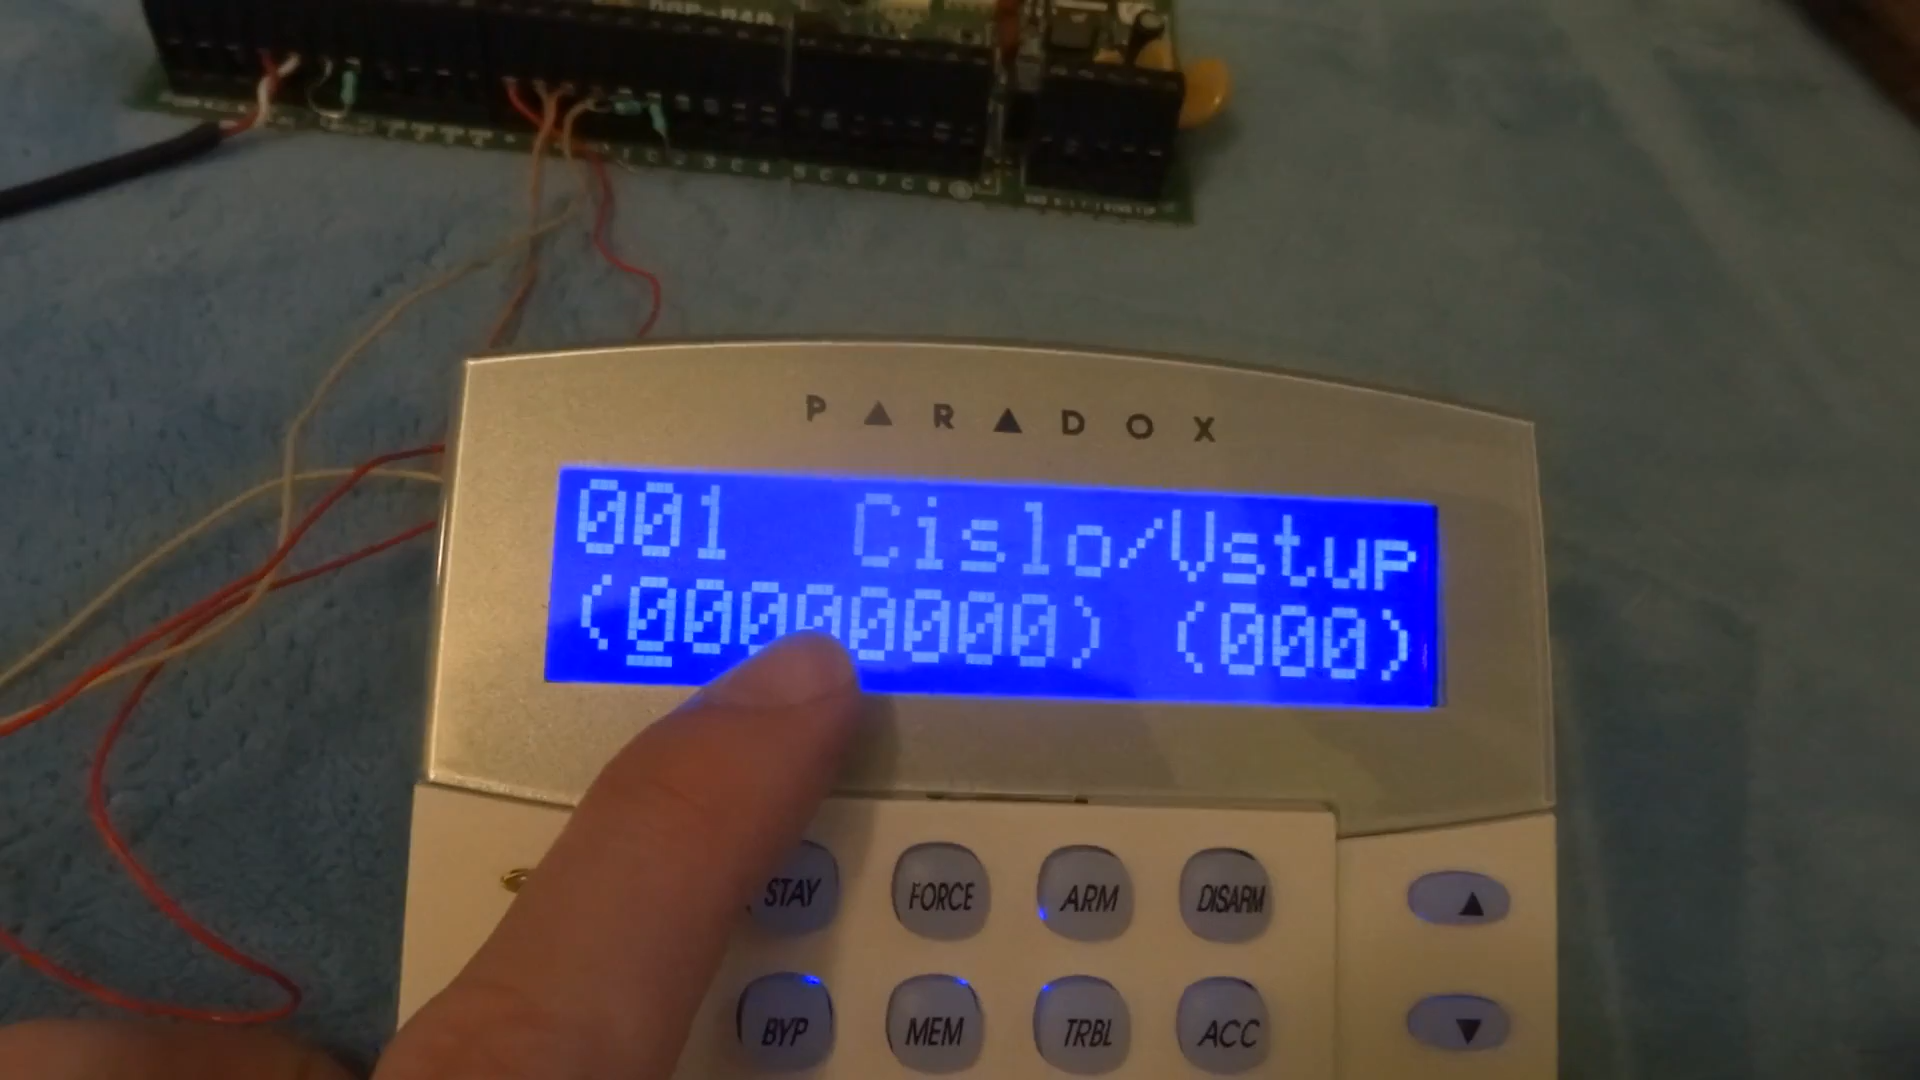 PARADOX
001 Cislo/Vstup
(00000000) (000)
STAY FORCE ARM DISARM
BYP MEM TRBL ACC